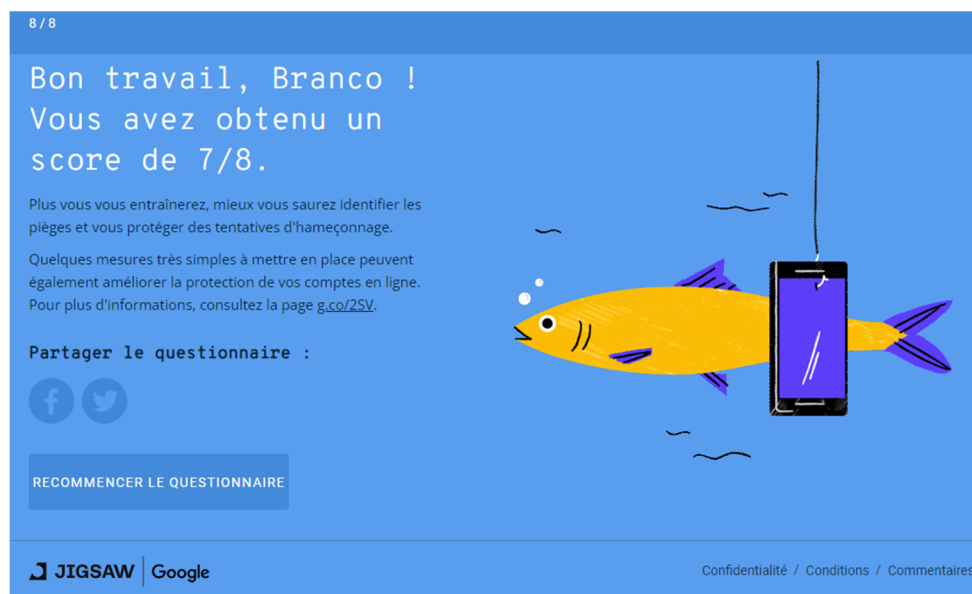 8 / 8
Bon travail, Branco !
Vous avez obtenu un
score de 7/8.
Plus vous vous entraînerez, mieux vous saurez identifier les
pièges et vous protéger des tentatives d'hameçonnage.
Quelques mesures très simples à mettre en place peuvent
également améliorer la protection de vos comptes en ligne.
Pour plus d'informations, consultez la page g.co/2SV.
Partager le questionnaire :
RECOMMENCER LE QUESTIONNAIRE
JIGSAW Google
Confidentialité / Conditions / Commentaires